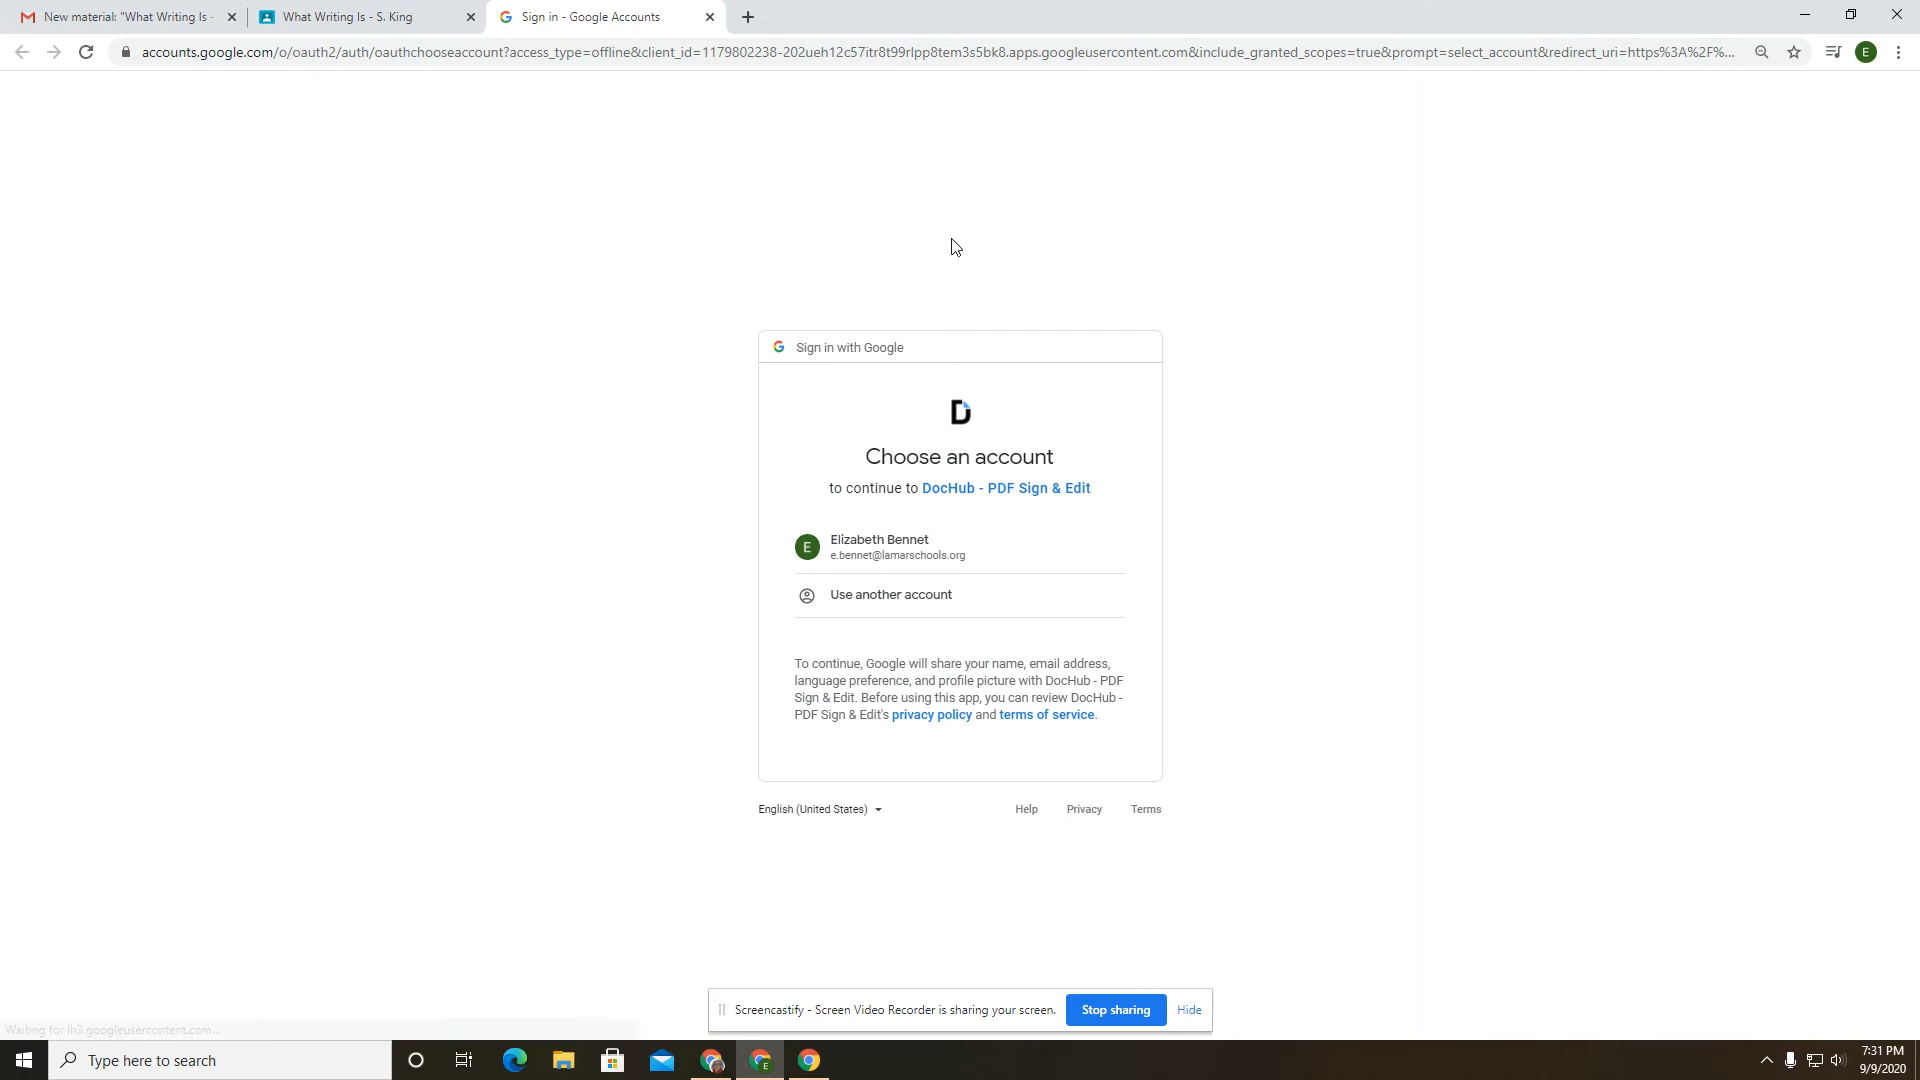 New material: "What Writing Is -
What Writing Is - S. King
Sign in - Google Accounts
accounts.google.com/o/oauth2/auth/oauthchooseaccount?access_type=offline&client_id=1179802238-202ueh12c57itr8t99rlpp8tem3s5bk8.apps.googleusercontent.com&include_granted_scopes=true&prompt=select_account&redirect_uri=https%3A%2F%...
E
Sign in with Google
Choose an account
to continue to DocHub - PDF Sign & Edit
E
Elizabeth Bennet
e.bennet@lamarschools.org
Use another account
To continue, Google will share your name, email address,
language preference, and profile picture with DocHub - PDF
Sign & Edit. Before using this app, you can review DocHub -
PDF Sign & Edit's privacy policy and terms of service.
English (United States)
Help
Privacy
Terms
Screencastify - Screen Video Recorder is sharing your screen.
Stop sharing
Hide
Waiting for lh3.googleusercontent.com...
Type here to search
E
7:31 PM
9/9/2020